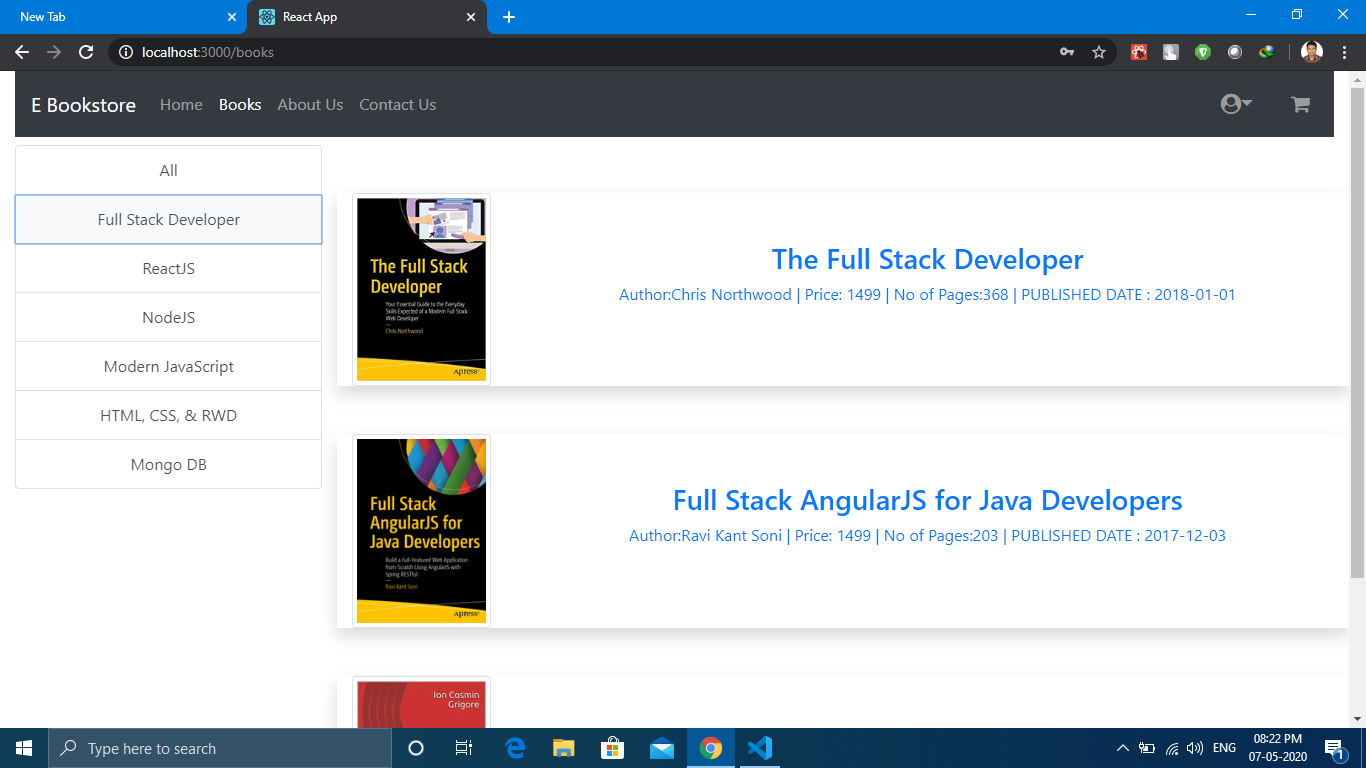 New Tab
React App
localhost:3000/books
E Bookstore Home Books About Us Contact Us
All
Full Stack Developer
ReactJS
NodeJS
Modern JavaScript
HTML, CSS, & RWD
Mongo DB
The Full Stack
Developer
Your Essential Guide to the Everyday
Skills Expected of a Modern Full Stack
Web Developer
Chris Northwood
Apress®
The Full Stack Developer
Author:Chris Northwood | Price: 1499 | No of Pages:368 | PUBLISHED DATE : 2018-01-01
Full Stack
AngularJS for
Java Developers
Build a Full-Featured Web Application
from Scratch Using AngularJS with
Spring RESTful
Ravi Kant Soni
Apress®
Full Stack AngularJS for Java Developers
Author:Ravi Kant Soni | Price: 1499 | No of Pages:203 | PUBLISHED DATE : 2017-12-03
Ion Cosmin
Grigore
Type here to search
ENG
08:22 PM
07-05-2020
1